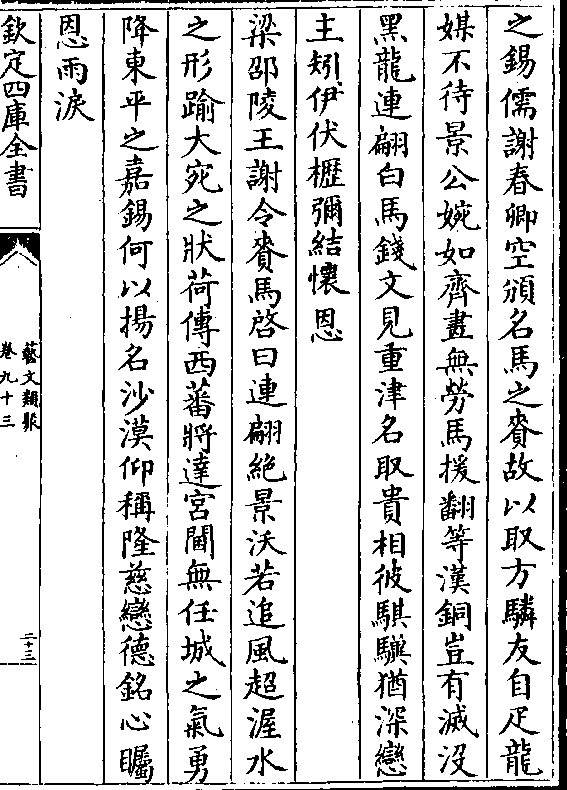 之錫儒謝春卿空頒名馬之賚故以取方驎友自疋龍
媒不待景公婉如齊畫無勞馬援翻等漢銅豈有滅没
黑龍連翩白馬錢文見重津名取貴相彼騏驥猶深戀
主矧伊伏櫪彌結懷恩
梁邵陵王謝令賚馬啓曰連翩絶景沃若追風超渥水
之形踰大宛之狀荷傳西蕃將達宮閫無任城之氣勇
降東平之嘉錫何以揚名沙漠仰稱隆慈戀德銘心矚
恩雨淚
欽定四庫全書
藝文類聚
卷九十三
二十三